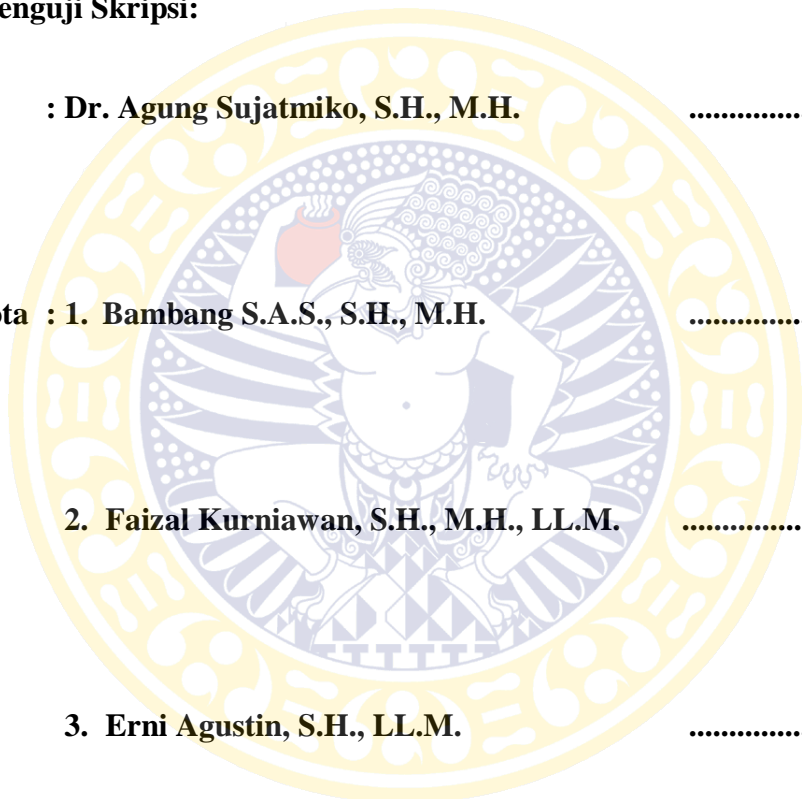 enguji Skripsi:
: Dr. Agung Sujatmiko, S.H., M.H. ..............
ta : 1. Bambang S.A.S., S.H., M.H. ..............
2. Faizal Kurniawan, S.H., M.H., LL.M. ...............
3. Erni Agustin, S.H., LL.M. ..............